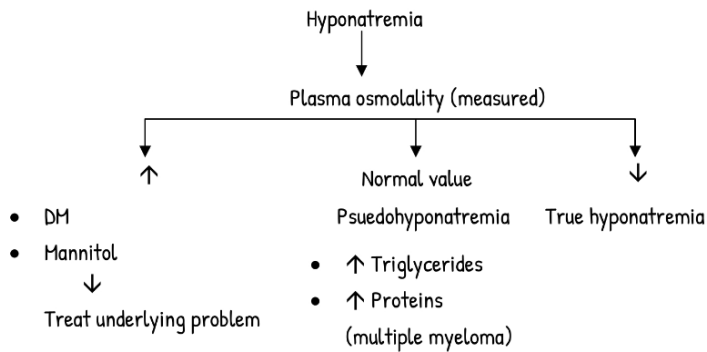 Hyponatremia
Plasma osmolality (measured)
↑
• DM
• Mannitol
↓
Treat underlying problem
Normal value
Psuedohyponatremia
• ↑ Triglycerides
• ↑ Proteins
(multiple myeloma)
↓
True hyponatremia